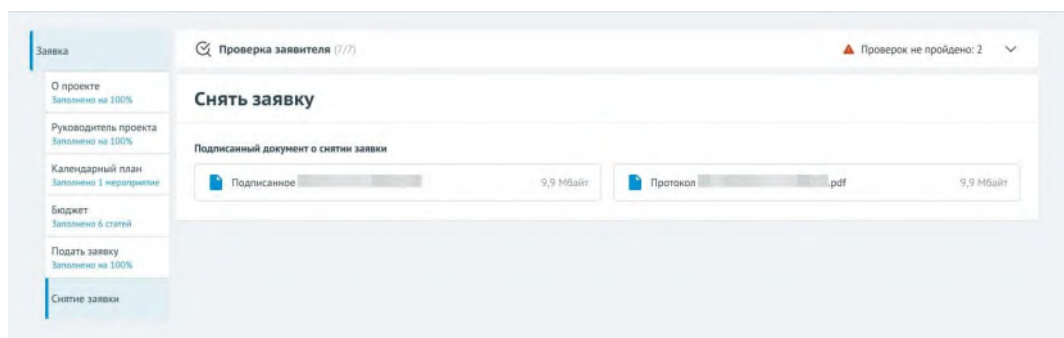 Заявка
О проекте
Заполнено на 100%
Руководитель проекта
Заполнено на 100%
Календарный план
Заполнено 1 мероприятие
Бюджет
Заполнено 6 статей
Подать заявку
Заполнено на 100%
Снятие заявки
Проверка заявителя (7/7)
Проверок не пройдено: 2
Снять заявку
Подписанный документ о снятии заявки
Подписанное
9,9 Мбайт
Протокол .pdf
9,9 Мбайт